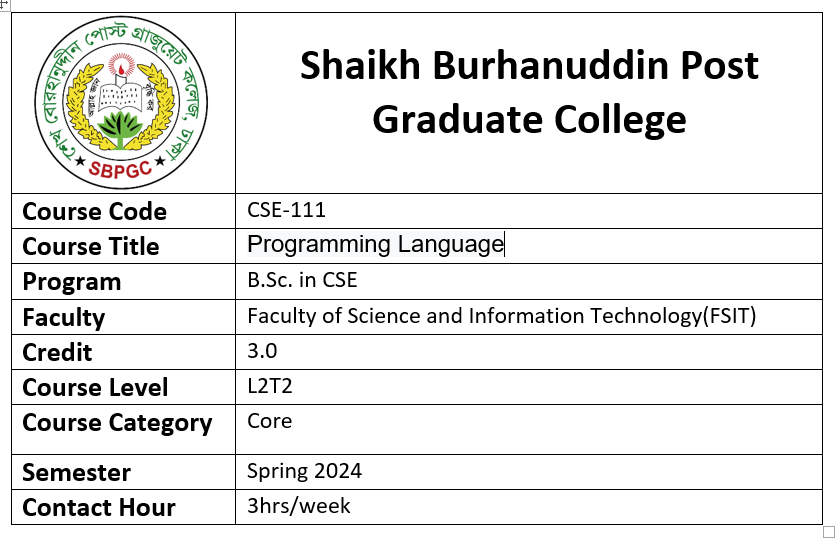 শেখ বোরহানুদ্দীন পোস্ট গ্রাজুয়েট কলেজ, ঢাকা
SBPGC
Shaikh Burhanuddin Post
Graduate College
Course Code CSE-111
Course Title Programming Language
Program B.Sc. in CSE
Faculty Faculty of Science and Information Technology(FSIT)
Credit 3.0
Course Level L2T2
Course Category Core
Semester Spring 2024
Contact Hour 3hrs/week